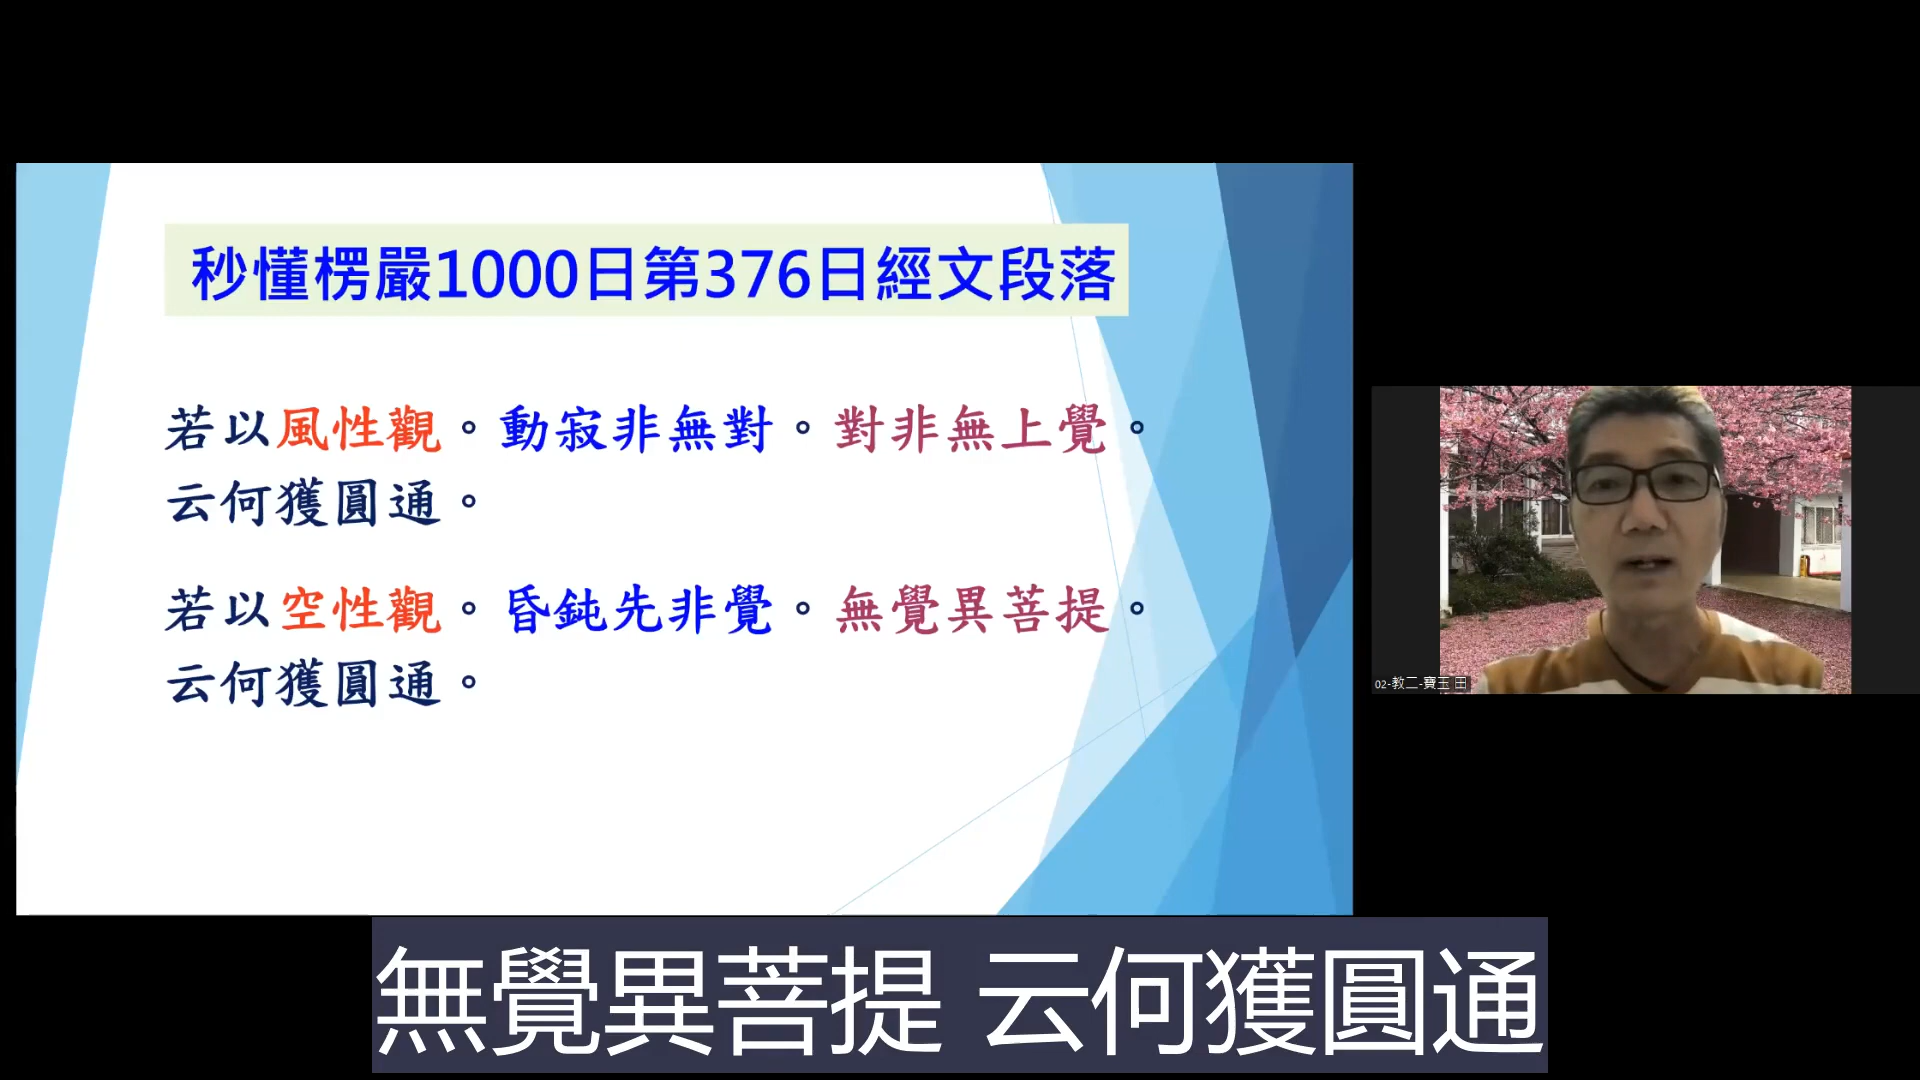 秒懂楞嚴1000日第376日經文段落
若以風性觀。動寂非無對。對非無上覺。
云何獲圓通。
若以空性觀。昏鈍先非覺。無覺異菩提。
云何獲圓通。
02-教二-寶玉 田
無覺異菩提 云何獲圓通